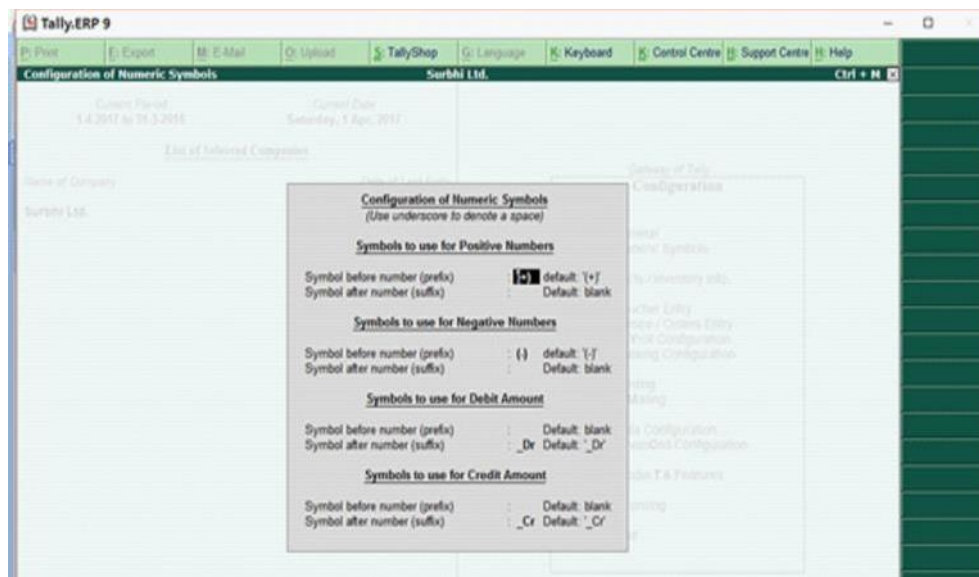 Tally.ERP 9
P: Print E: Export M: E-Mail O: Upload S: TallyShop G: Language K: Keyboard K: Control Centre H: Support Centre H: Help
Configuration of Numeric Symbols Surbhi Ltd. Ctrl + M
Current Period Current Date
1-4-2017 to 31-3-2018 Saturday, 1 Apr, 2017
List of Selected Companies
Name of Company
Gateway of Tally
Configuration
Surbhi Ltd.
Configuration of Numeric Symbols
(Use underscore to denote a space)
Symbols to use for Positive Numbers
Symbol before number (prefix) : (+) default: '(+)'
Symbol after number (suffix) : Default: blank
Symbols to use for Negative Numbers
Symbol before number (prefix) : (-) default: '(-)'
Symbol after number (suffix) : Default: blank
Symbols to use for Debit Amount
Symbol before number (prefix) : Default: blank
Symbol after number (suffix) : _Dr Default: '_Dr'
Symbols to use for Credit Amount
Symbol before number (prefix) : Default: blank
Symbol after number (suffix) : _Cr Default: '_Cr'